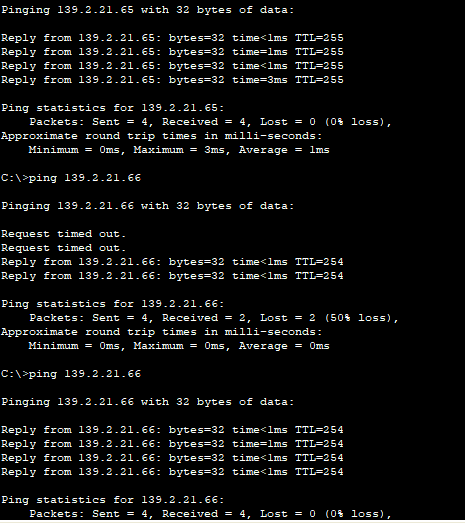 Pinging 139.2.21.65 with 32 bytes of data:
Reply from 139.2.21.65: bytes=32 time<1ms TTL=255
Reply from 139.2.21.65: bytes=32 time=1ms TTL=255
Reply from 139.2.21.65: bytes=32 time<1ms TTL=255
Reply from 139.2.21.65: bytes=32 time=3ms TTL=255
Ping statistics for 139.2.21.65:
    Packets: Sent = 4, Received = 4, Lost = 0 (0% loss),
Approximate round trip times in milli-seconds:
    Minimum = 0ms, Maximum = 3ms, Average = 1ms
C:\>ping 139.2.21.66
Pinging 139.2.21.66 with 32 bytes of data:
Request timed out.
Request timed out.
Reply from 139.2.21.66: bytes=32 time<1ms TTL=254
Reply from 139.2.21.66: bytes=32 time<1ms TTL=254
Ping statistics for 139.2.21.66:
    Packets: Sent = 4, Received = 2, Lost = 2 (50% loss),
Approximate round trip times in milli-seconds:
    Minimum = 0ms, Maximum = 0ms, Average = 0ms
C:\>ping 139.2.21.66
Pinging 139.2.21.66 with 32 bytes of data:
Reply from 139.2.21.66: bytes=32 time<1ms TTL=254
Reply from 139.2.21.66: bytes=32 time=1ms TTL=254
Reply from 139.2.21.66: bytes=32 time<1ms TTL=254
Reply from 139.2.21.66: bytes=32 time<1ms TTL=254
Ping statistics for 139.2.21.66:
    Packets: Sent = 4, Received = 4, Lost = 0 (0% loss),